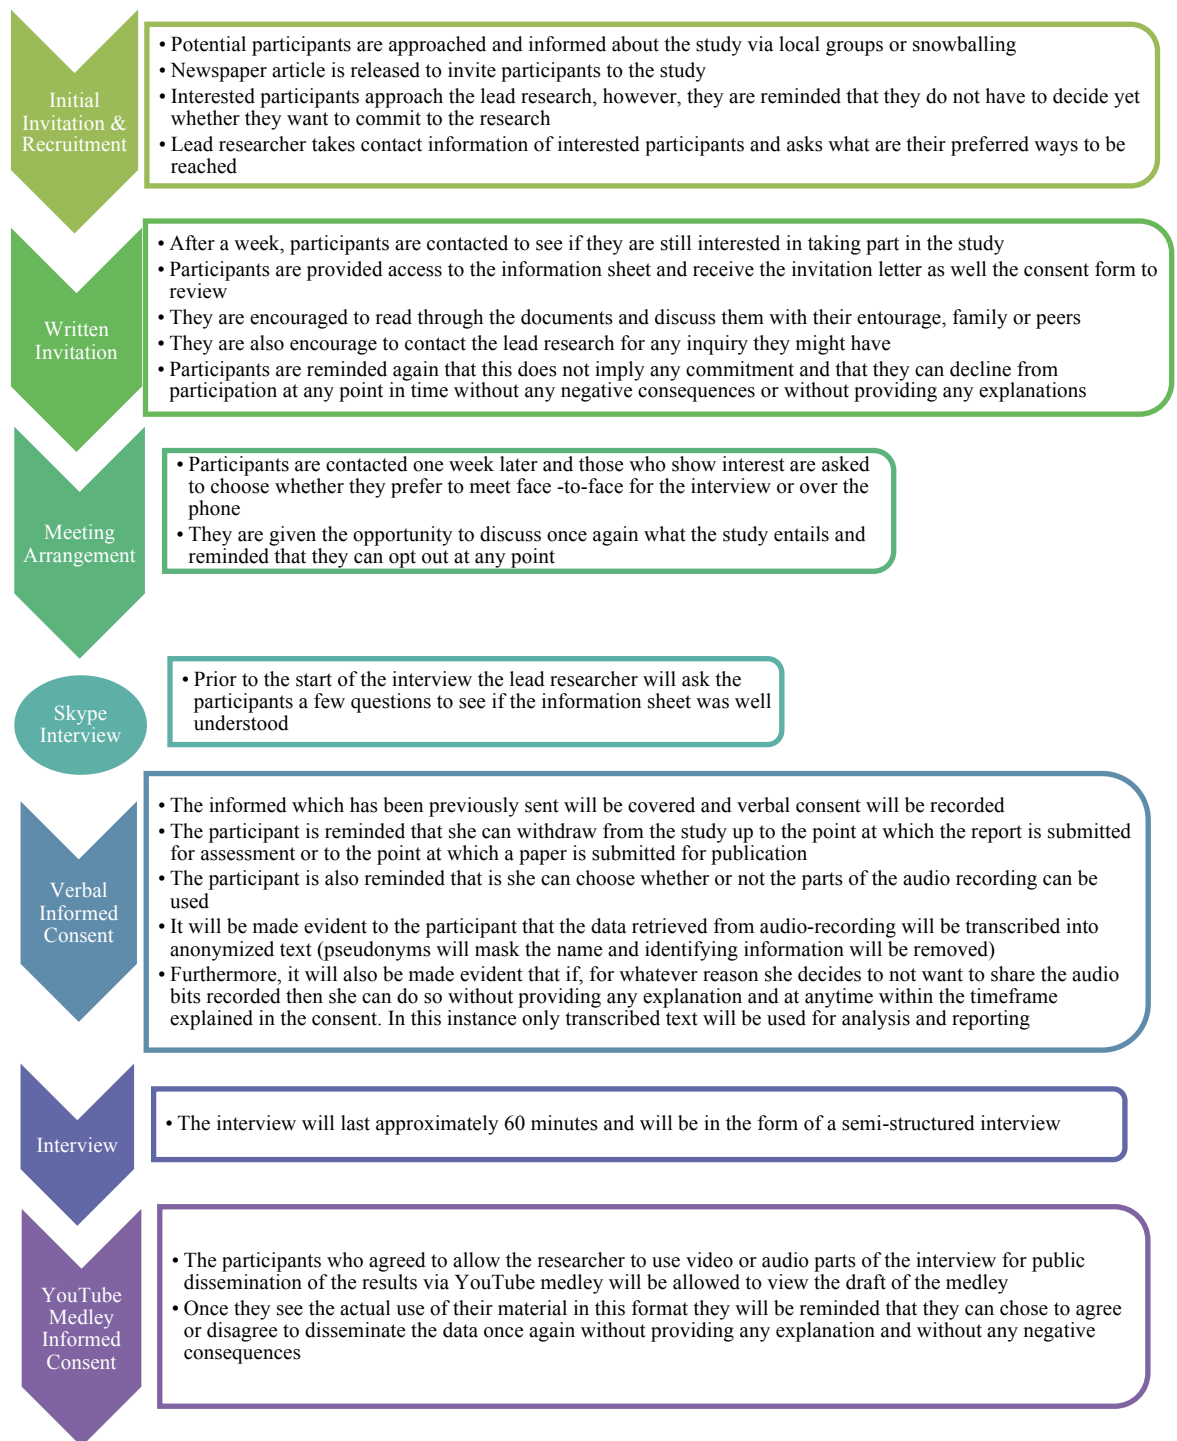 Initial
Invitation &
Recruitment
• Potential participants are approached and informed about the study via local groups or snowballing
• Newspaper article is released to invite participants to the study
• Interested participants approach the lead research, however, they are reminded that they do not have to decide yet
whether they want to commit to the research
• Lead researcher takes contact information of interested participants and asks what are their preferred ways to be
reached
Written
Invitation
• After a week, participants are contacted to see if they are still interested in taking part in the study
• Participants are provided access to the information sheet and receive the invitation letter as well the consent form to
review
• They are encouraged to read through the documents and discuss them with their entourage, family or peers
• They are also encourage to contact the lead research for any inquiry they might have
• Participants are reminded again that this does not imply any commitment and that they can decline from
participation at any point in time without any negative consequences or without providing any explanations
Meeting
Arrangement
• Participants are contacted one week later and those who show interest are asked
to choose whether they prefer to meet face -to-face for the interview or over the
phone
• They are given the opportunity to discuss once again what the study entails and
reminded that they can opt out at any point
Skype
Interview
• Prior to the start of the interview the lead researcher will ask the
participants a few questions to see if the information sheet was well
understood
Verbal
Informed
Consent
• The informed which has been previously sent will be covered and verbal consent will be recorded
• The participant is reminded that she can withdraw from the study up to the point at which the report is submitted
for assessment or to the point at which a paper is submitted for publication
• The participant is also reminded that is she can choose whether or not the parts of the audio recording can be
used
• It will be made evident to the participant that the data retrieved from audio-recording will be transcribed into
anonymized text (pseudonyms will mask the name and identifying information will be removed)
• Furthermore, it will also be made evident that if, for whatever reason she decides to not want to share the audio
bits recorded then she can do so without providing any explanation and at anytime within the timeframe
explained in the consent. In this instance only transcribed text will be used for analysis and reporting
Interview
• The interview will last approximately 60 minutes and will be in the form of a semi-structured interview
YouTube
Medley
Informed
Consent
• The participants who agreed to allow the researcher to use video or audio parts of the interview for public
dissemination of the results via YouTube medley will be allowed to view the draft of the medley
• Once they see the actual use of their material in this format they will be reminded that they can chose to agree
or disagree to disseminate the data once again without providing any explanation and without any negative
consequences